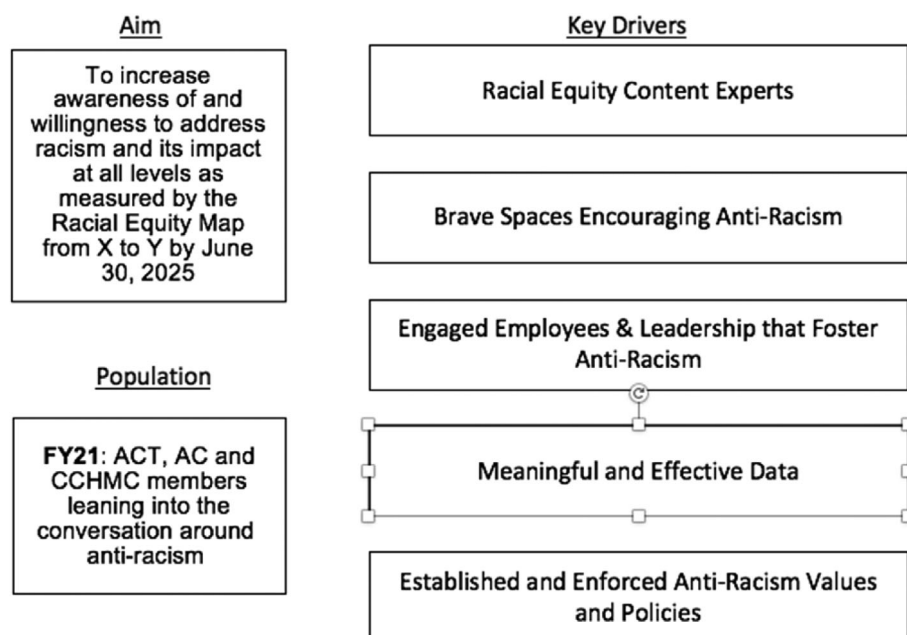 Aim
To increase
awareness of and
willingness to address
racism and its impact
at all levels as
measured by the
Racial Equity Map
from X to Y by June
30, 2025
Population
FY21: ACT, AC and
CCHMC members
leaning into the
conversation around
anti-racism
Key Drivers
Racial Equity Content Experts
Brave Spaces Encouraging Anti-Racism
Engaged Employees & Leadership that Foster
Anti-Racism
Meaningful and Effective Data
Established and Enforced Anti-Racism Values
and Policies